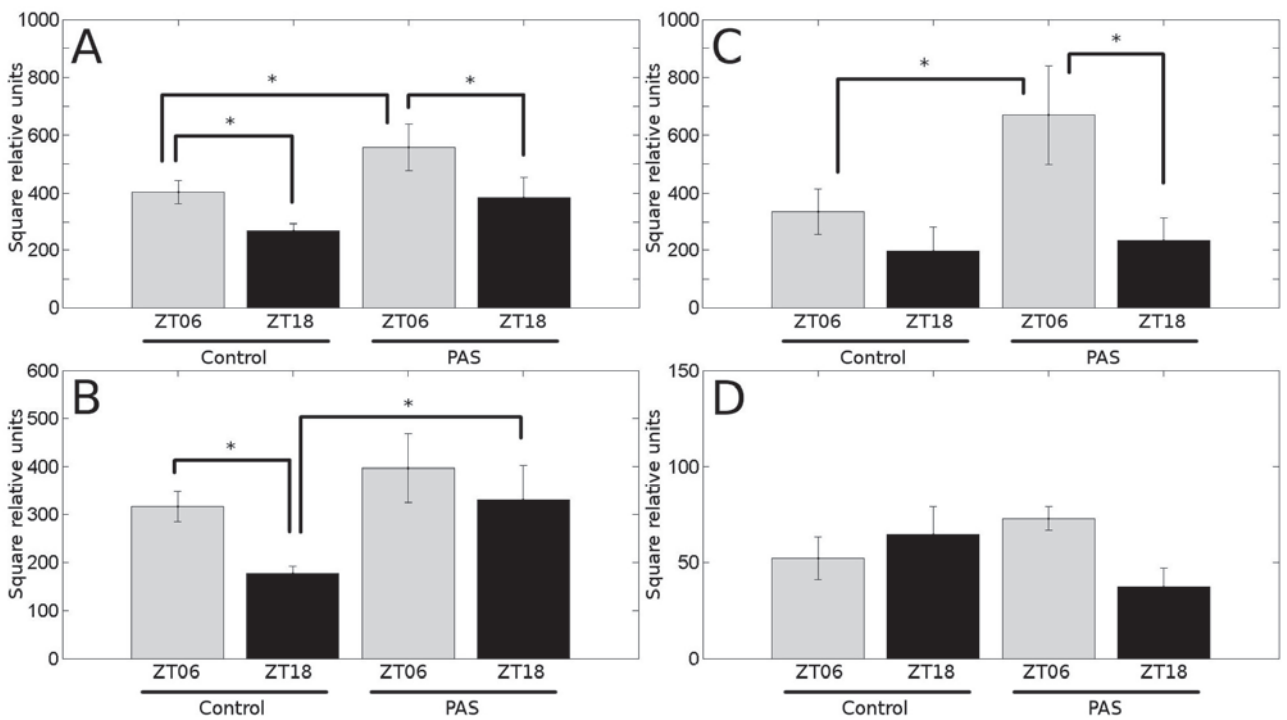 A
Square relative units
1000
800
600
400
200
0
*
*
*
ZT06 ZT18 ZT06 ZT18
Control PAS
C
Square relative units
1000
800
600
400
200
0
*
*
ZT06 ZT18 ZT06 ZT18
Control PAS
B
Square relative units
600
500
400
300
200
100
0
*
*
ZT06 ZT18 ZT06 ZT18
Control PAS
D
Square relative units
150
100
50
0
ZT06 ZT18 ZT06 ZT18
Control PAS